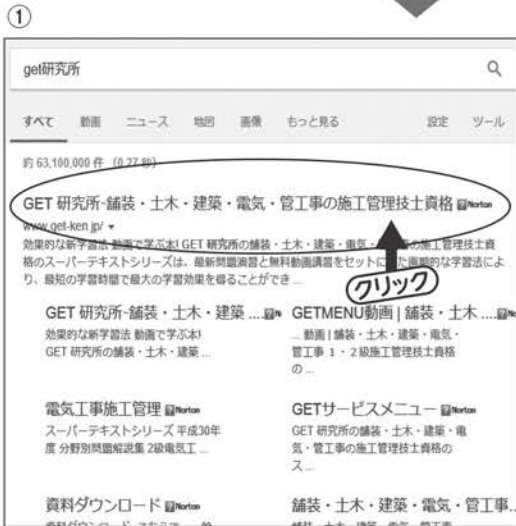 ①
get研究所
すべて 動画 ニュース 地図 画像 もっと見る 設定 ツール
約 63,100,000 件 (0.27 秒)
GET 研究所-舗装・土木・建築・電気・管工事の施工管理技士資格 Norton
www.get-ken.jp/
効果的な新学習法 動画で学ぶ本! GET 研究所の舗装・土木・建築・電気・ の施工管理技士資
格のスーパーテキストシリーズは、最新問題演習と無料動画講習をセットに た画期的な学習法によ
り、最短の学習時間で最大の学習効果を得ることができ ...
クリック
GET 研究所-舗装・土木・建築 ....
効果的な新学習法 動画で学ぶ本!
GET 研究所の舗装・土木・建築 ...
GETMENU動画 | 舗装・土木 ....
... 動画 | 舗装・土木・建築・電気・
管工事 1・2級施工管理技士資格
の ...
電気工事施工管理 Norton
スーパーテキストシリーズ 平成30年
度 分野別問題解説集 2級電気工 ...
GETサービスメニュー Norton
GET 研究所の舗装・土木・建築・電
気・管工事の施工管理技士資格の
ス ...
資料ダウンロード Norton
舗装・土木・建築・電気・管工事...